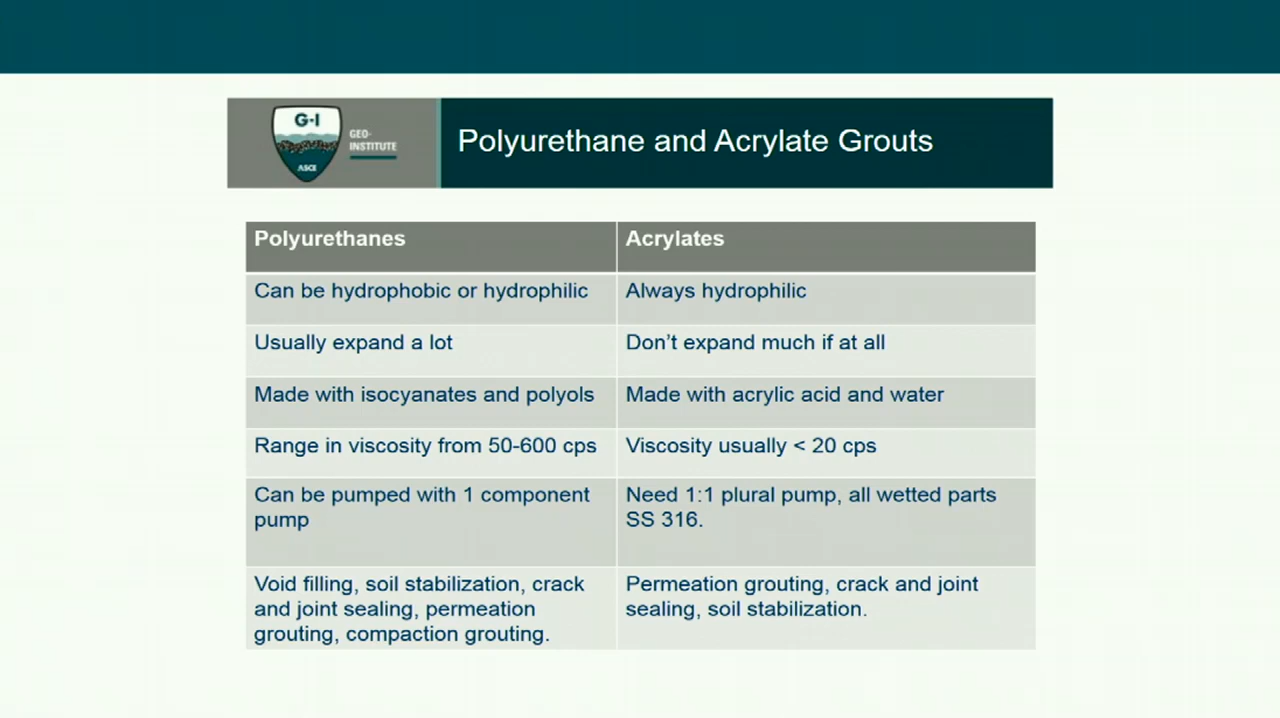 G-I
GEO-
INSTITUTE
ASCE
Polyurethane and Acrylate Grouts
Polyurethanes
Acrylates
Can be hydrophobic or hydrophilic
Always hydrophilic
Usually expand a lot
Don’t expand much if at all
Made with isocyanates and polyols
Made with acrylic acid and water
Range in viscosity from 50-600 cps
Viscosity usually < 20 cps
Can be pumped with 1 component
pump
Need 1:1 plural pump, all wetted parts
SS 316.
Void filling, soil stabilization, crack
and joint sealing, permeation
grouting, compaction grouting.
Permeation grouting, crack and joint
sealing, soil stabilization.